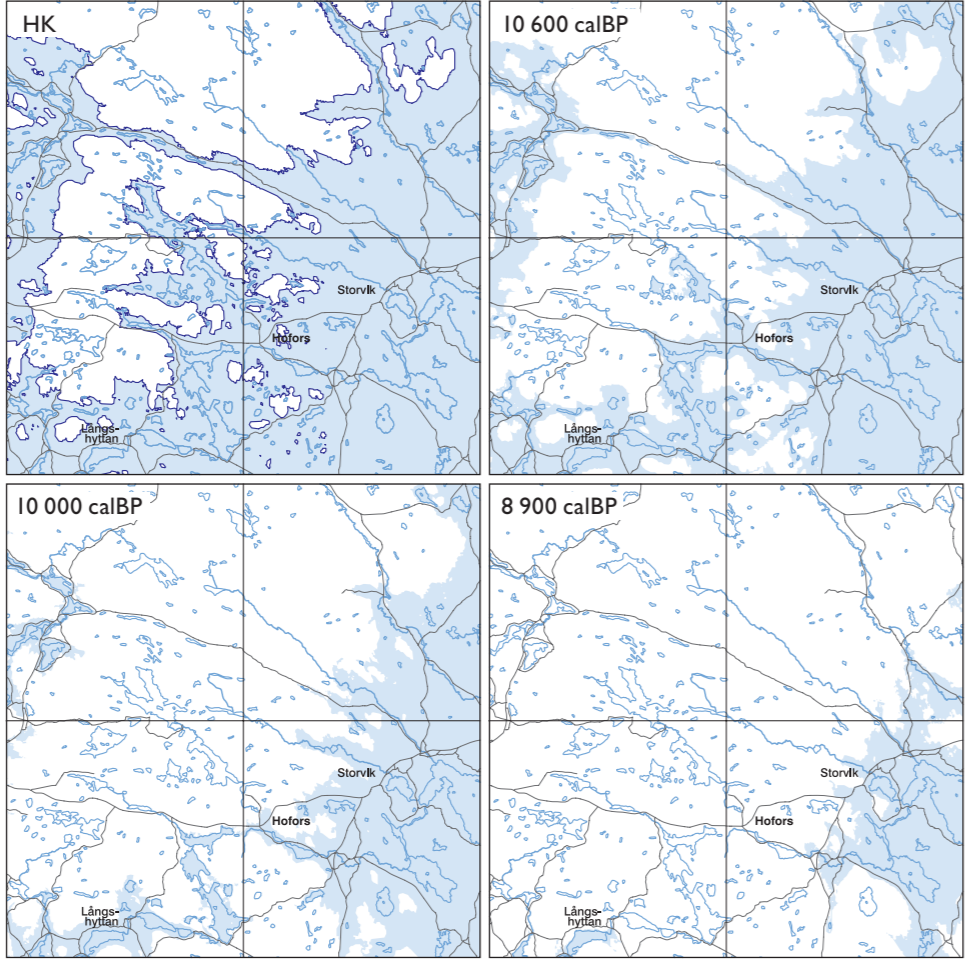 HK
Storvik
Hofors
Långs-
hyttan
10 600 calBP
Storvik
Hofors
Långs-
hyttan
10 000 calBP
Storvik
Hofors
Långs-
hyttan
8 900 calBP
Storvik
Hofors
Långs-
hyttan